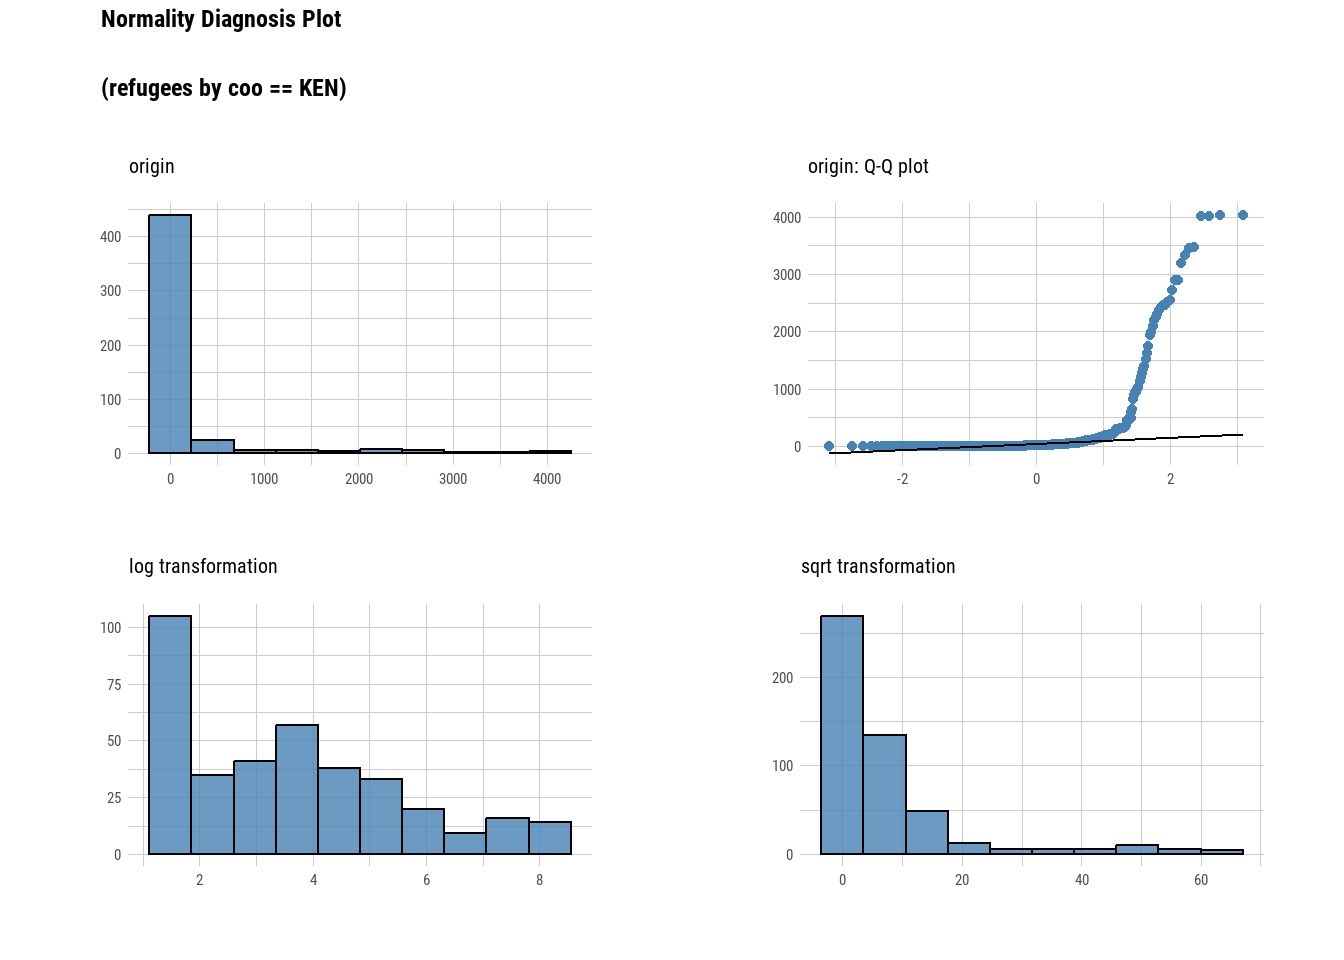 Normality Diagnosis Plot
(refugees by coo == KEN)
origin
400
300
200
100
0
0 1000 2000 3000 4000
origin: Q-Q plot
4000
3000
2000
1000
0
-2 0 2
log transformation
100
75
50
25
0
2 4 6 8
sqrt transformation
200
100
0
0 20 40 60